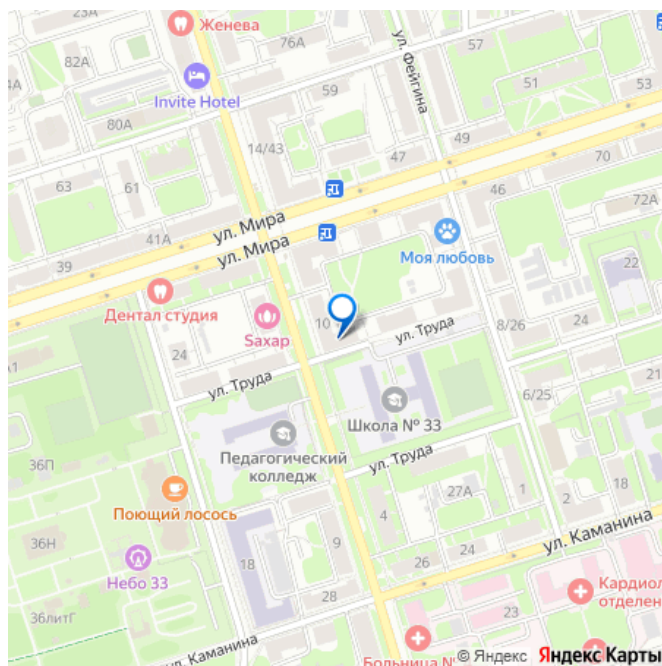 Женева
23А
76А
82А
ул. Фейгина
57
Invite Hotel
59
51
53
80А
49
14/43
47
70
63
61
46
ул. Мира
72А
41А
ул. Мира
Моя любовь
39
22
Дентал студия
10
8/26
Saxap
ул. Труда
24
ул. Труда
21
6/25
Школа № 33
36П
Педагогический
колледж
ул. Труда
27А
1
18
2
Поющий лосось
4
ул. Каманина
36Н
9
24
26
Небо 33
18
Кардиол
отделен
36литГ
28
23
ул. Каманина
Больница №
© Яндекс Яндекс Карты